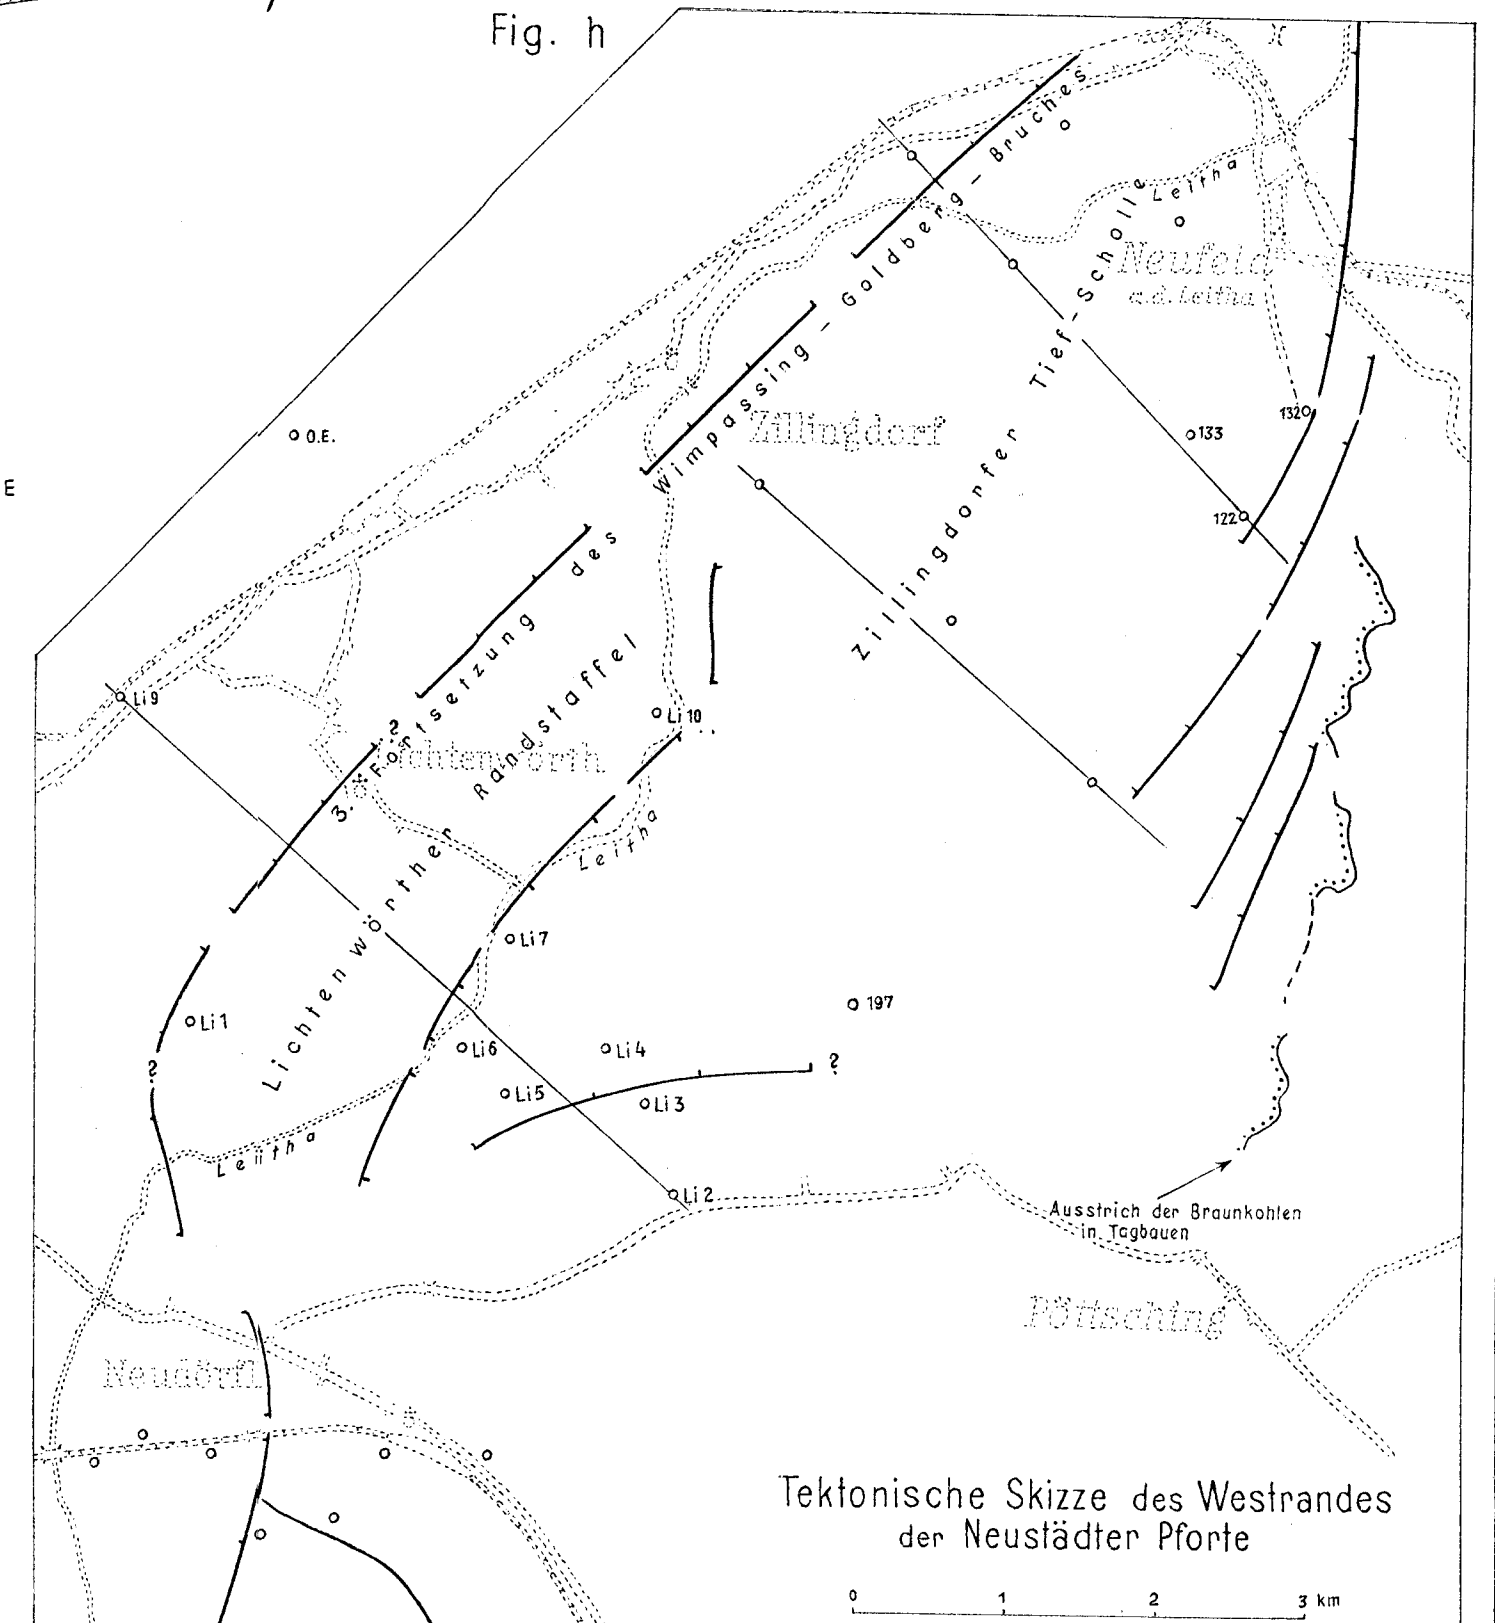 Fig. h
Leitha
Neufeld
a.d. Leitha
Wimpassing - Goldberg - Bruches
Zillingdorfer Tief-Scholle
Zillingdorf
132
133
122
O.E.
E
Fortsetzung des
Lichtenwörther Randstaffel
Li 9
Li 10
?
Lichtenwörth
3.
Leitha
Li 7
197
Li 1
Li 6
Li 4
?
?
Li 5
Li 3
Leiitha
Li 2
Ausstrich der Braunkohlen
in Tagbauen
Pöttsching
Neudörfl
Tektonische Skizze des Westrandes
der Neustädter Pforte
0 1 2 3 km